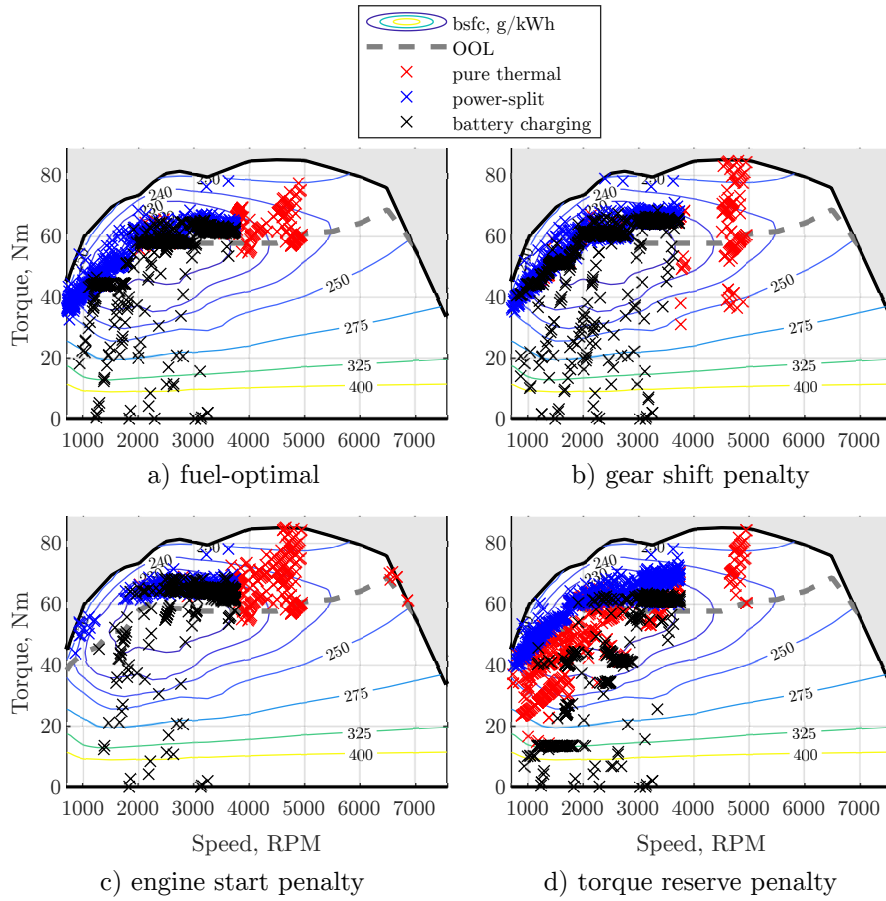 bsfc, g/kWh
OOL
pure thermal
power-split
battery charging
Torque, Nm
80
60
40
20
0
250
240
230
250
275
325
400
1000 2000 3000 4000 5000 6000 7000
a) fuel-optimal
80
60
40
20
0
250
240
230
250
275
325
400
1000 2000 3000 4000 5000 6000 7000
b) gear shift penalty
Torque, Nm
80
60
40
20
0
250
240
250
275
325
400
1000 2000 3000 4000 5000 6000 7000
Speed, RPM
c) engine start penalty
80
60
40
20
0
250
240
230
250
275
325
400
1000 2000 3000 4000 5000 6000 7000
Speed, RPM
d) torque reserve penalty